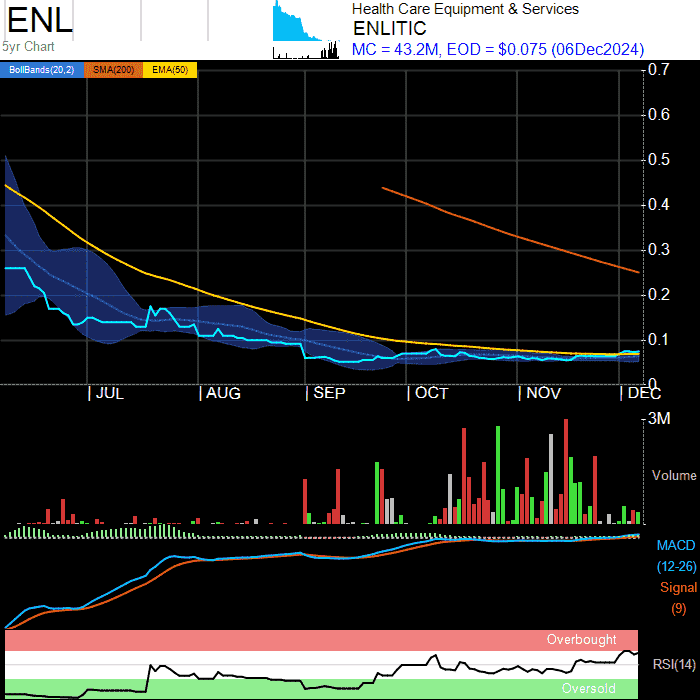 ENL
5yr Chart
Health Care Equipment & Services
ENLITIC
MC = 43.2M, EOD = $0.075 (06Dec2024)
BollBands(20,2) SMA(200) EMA(50)
0.7
0.6
0.5
0.4
0.3
0.2
0.1
0
| JUL | AUG | SEP | OCT | NOV | DEC
3M
Volume
MACD
(12-26)
Signal
(9)
Overbought
RSI(14)
Oversold